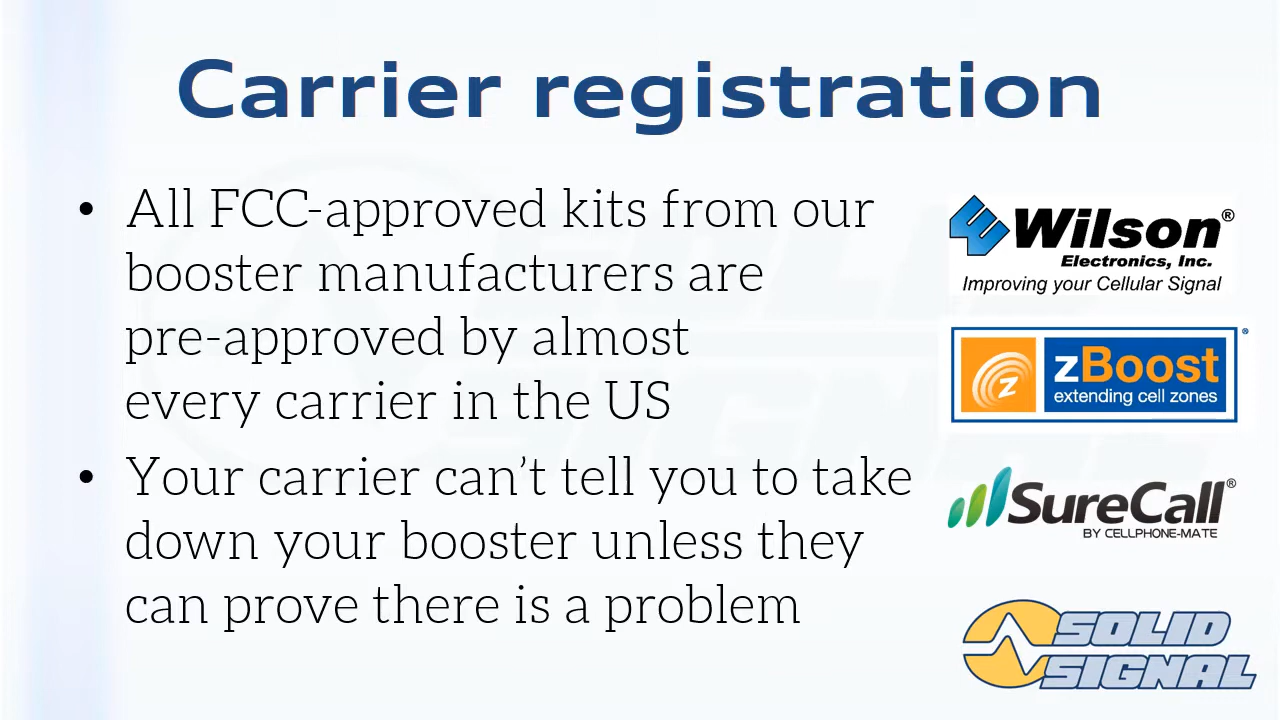 Carrier registration
• All FCC-approved kits from our
booster manufacturers are
pre-approved by almost
every carrier in the US
• Your carrier can’t tell you to take
down your booster unless they
can prove there is a problem
Wilson®
Electronics, Inc.
Improving your Cellular Signal
z
zBoost®
extending cell zones
SureCall®
BY CELLPHONE-MATE
SOLID
SIGNAL
SOLID
SIGNAL